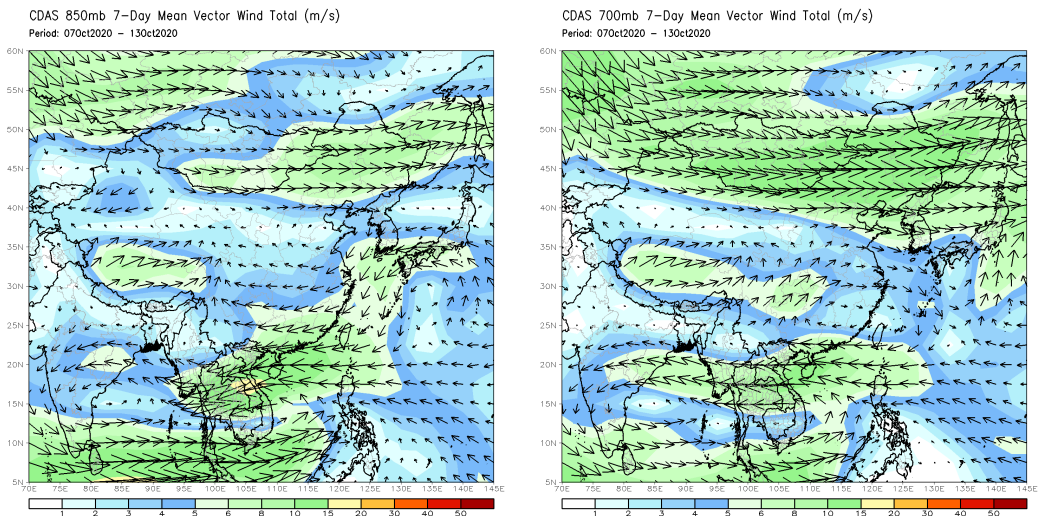 CDAS 850mb 7-Day Mean Vector Wind Total (m/s)
Period: 07Oct2020 - 13Oct2020
60N
55N
50N
45N
40N
35N
30N
25N
20N
15N
10N
5N
70E 75E 80E 85E 90E 95E 100E 105E 110E 115E 120E 125E 130E 135E 140E 145E
1 2 3 4 5 6 8 10 15 20 30 40 50
CDAS 700mb 7-Day Mean Vector Wind Total (m/s)
Period: 07Oct2020 - 13Oct2020
60N
55N
50N
45N
40N
35N
30N
25N
20N
15N
10N
5N
70E 75E 80E 85E 90E 95E 100E 105E 110E 115E 120E 125E 130E 135E 140E 145E
1 2 3 4 5 6 8 10 15 20 30 40 50